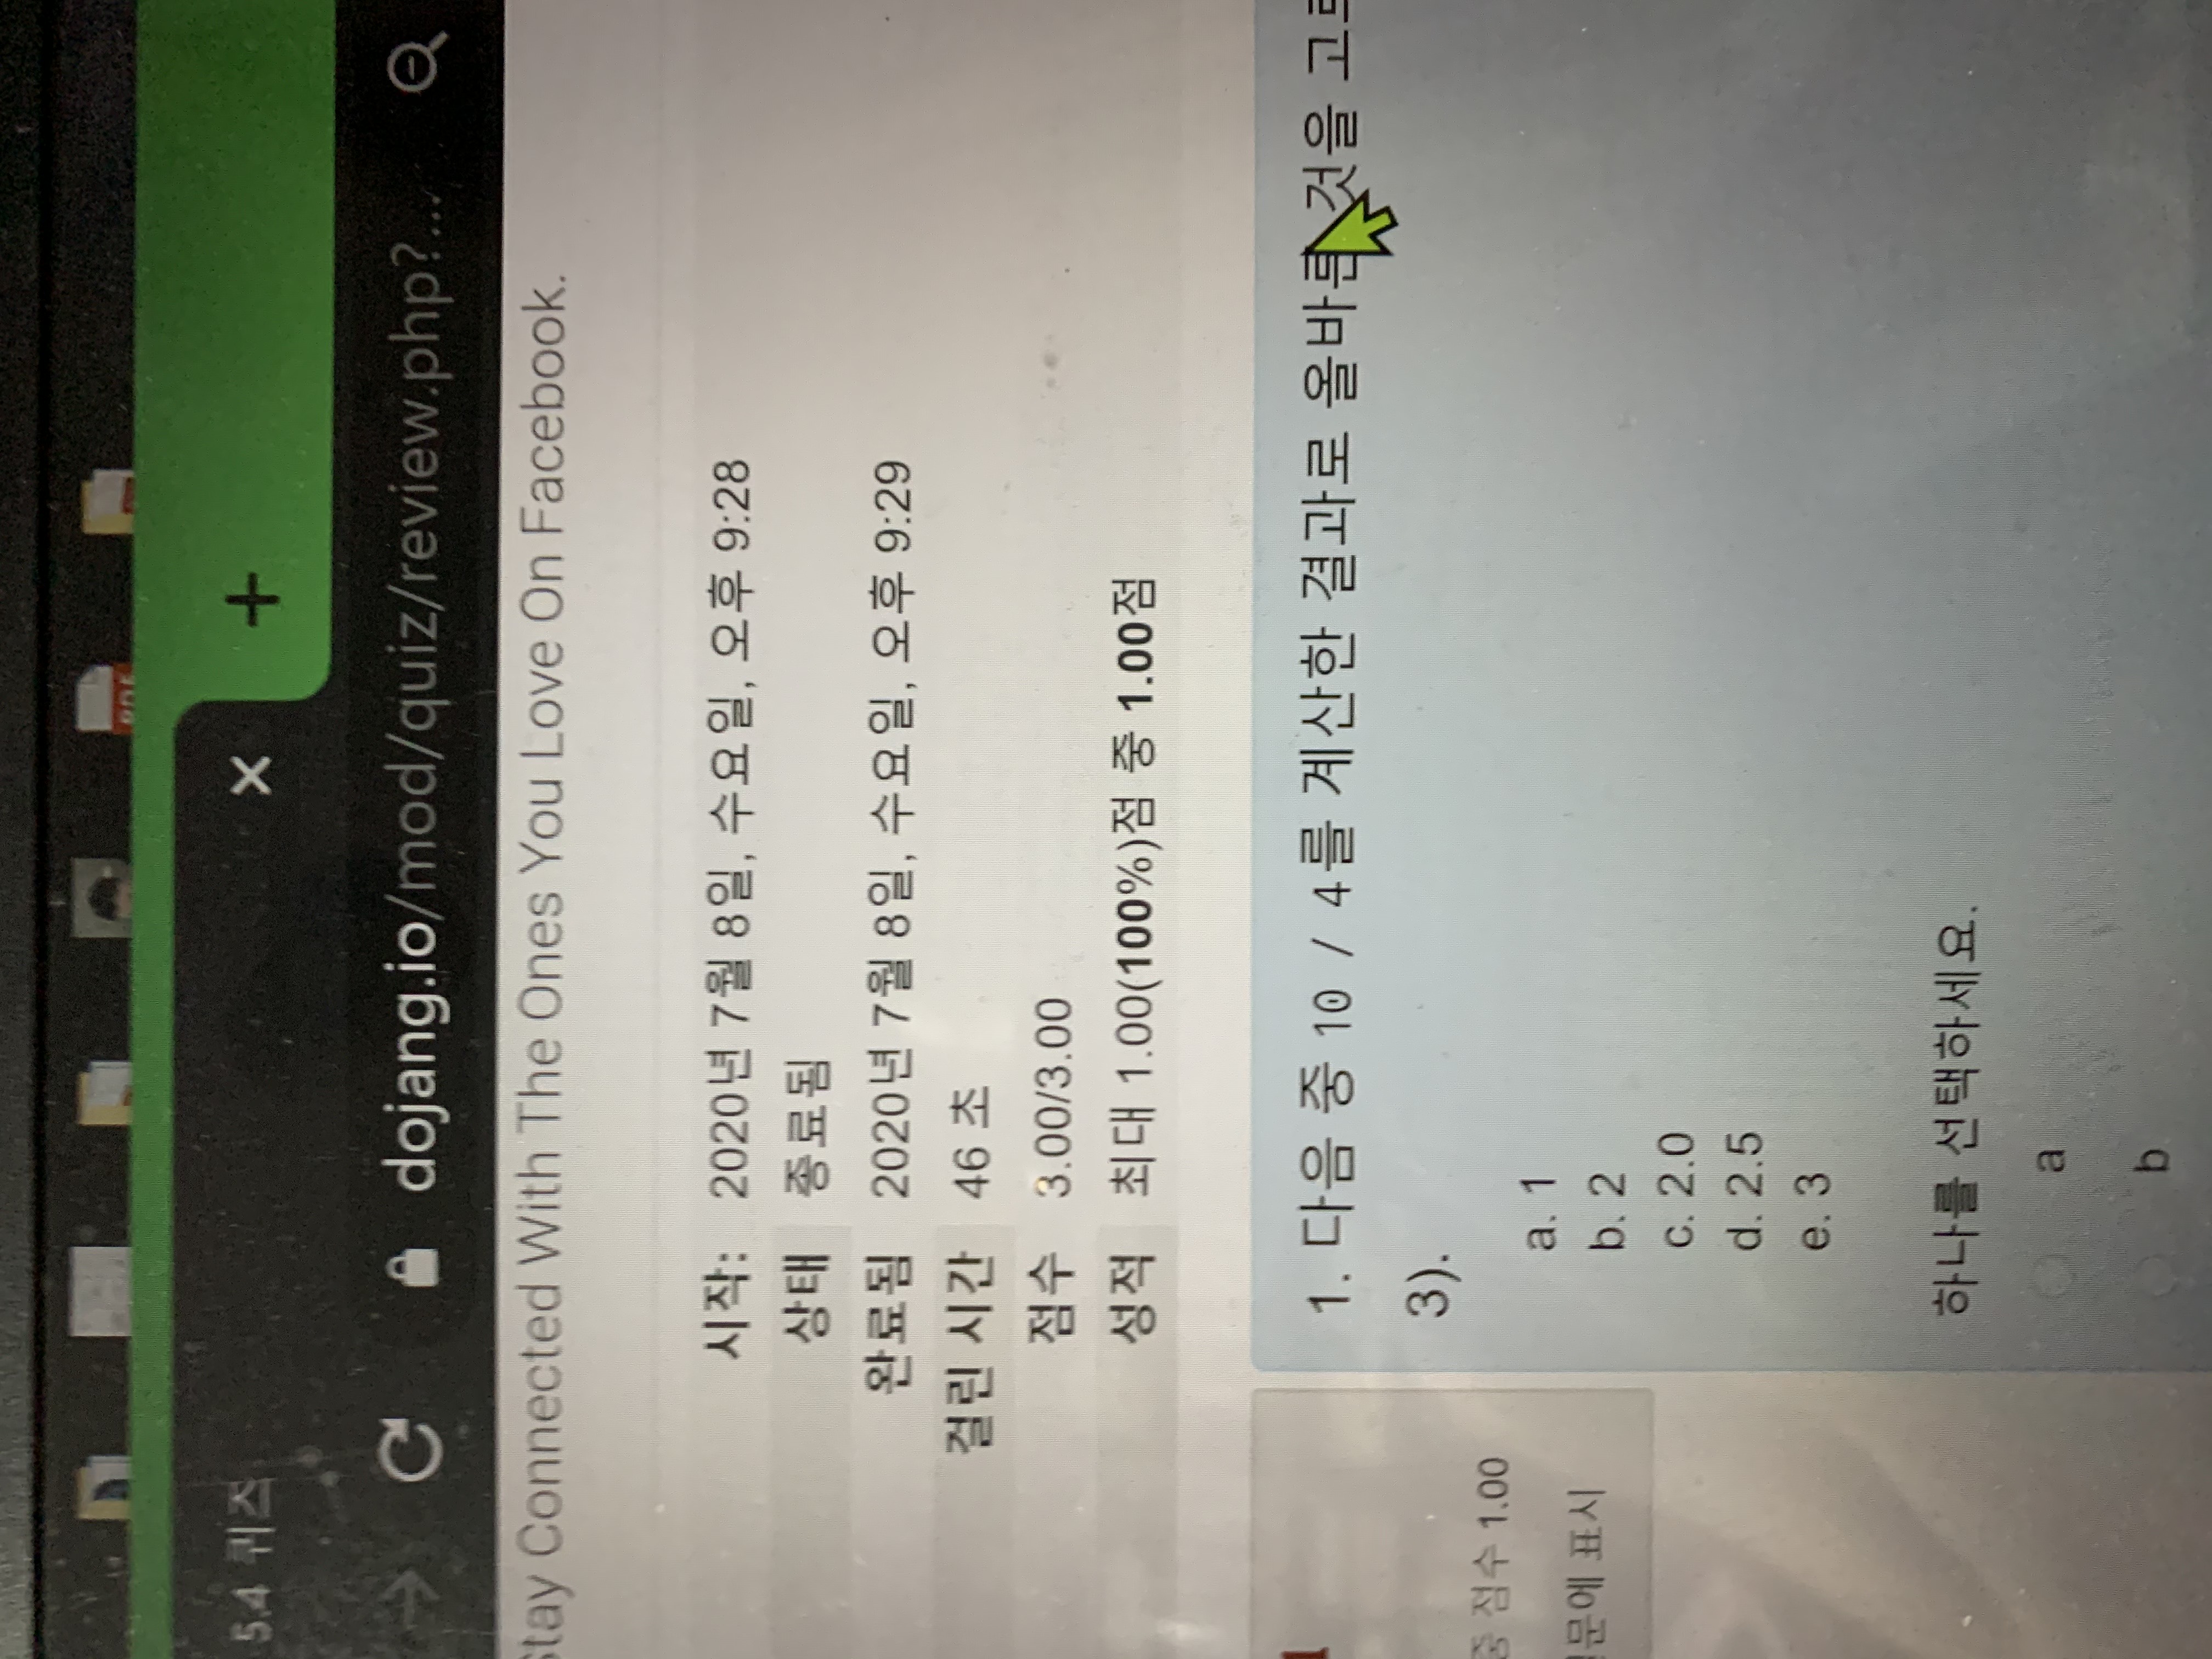 PDF
5.4 퀴즈
dojang.io/mod/quiz/review.php?...
Stay Connected With The Ones You Love On Facebook.
시작: 2020년 7월 8일, 수요일, 오후 9:28
상태 종료됨
완료됨 2020년 7월 8일, 수요일, 오후 9:29
걸린 시간 46 초
점수 3.00/3.00
성적 최대 1.00(100%)점 중 1.00점
1
중 점수 1.00
문에 표시
1. 다음 중 10 / 4를 계산한 결과로 올바른 것을
3).
a. 1
b. 2
c. 2.0
d. 2.5
e. 3
하나를 선택하세요.
a
b